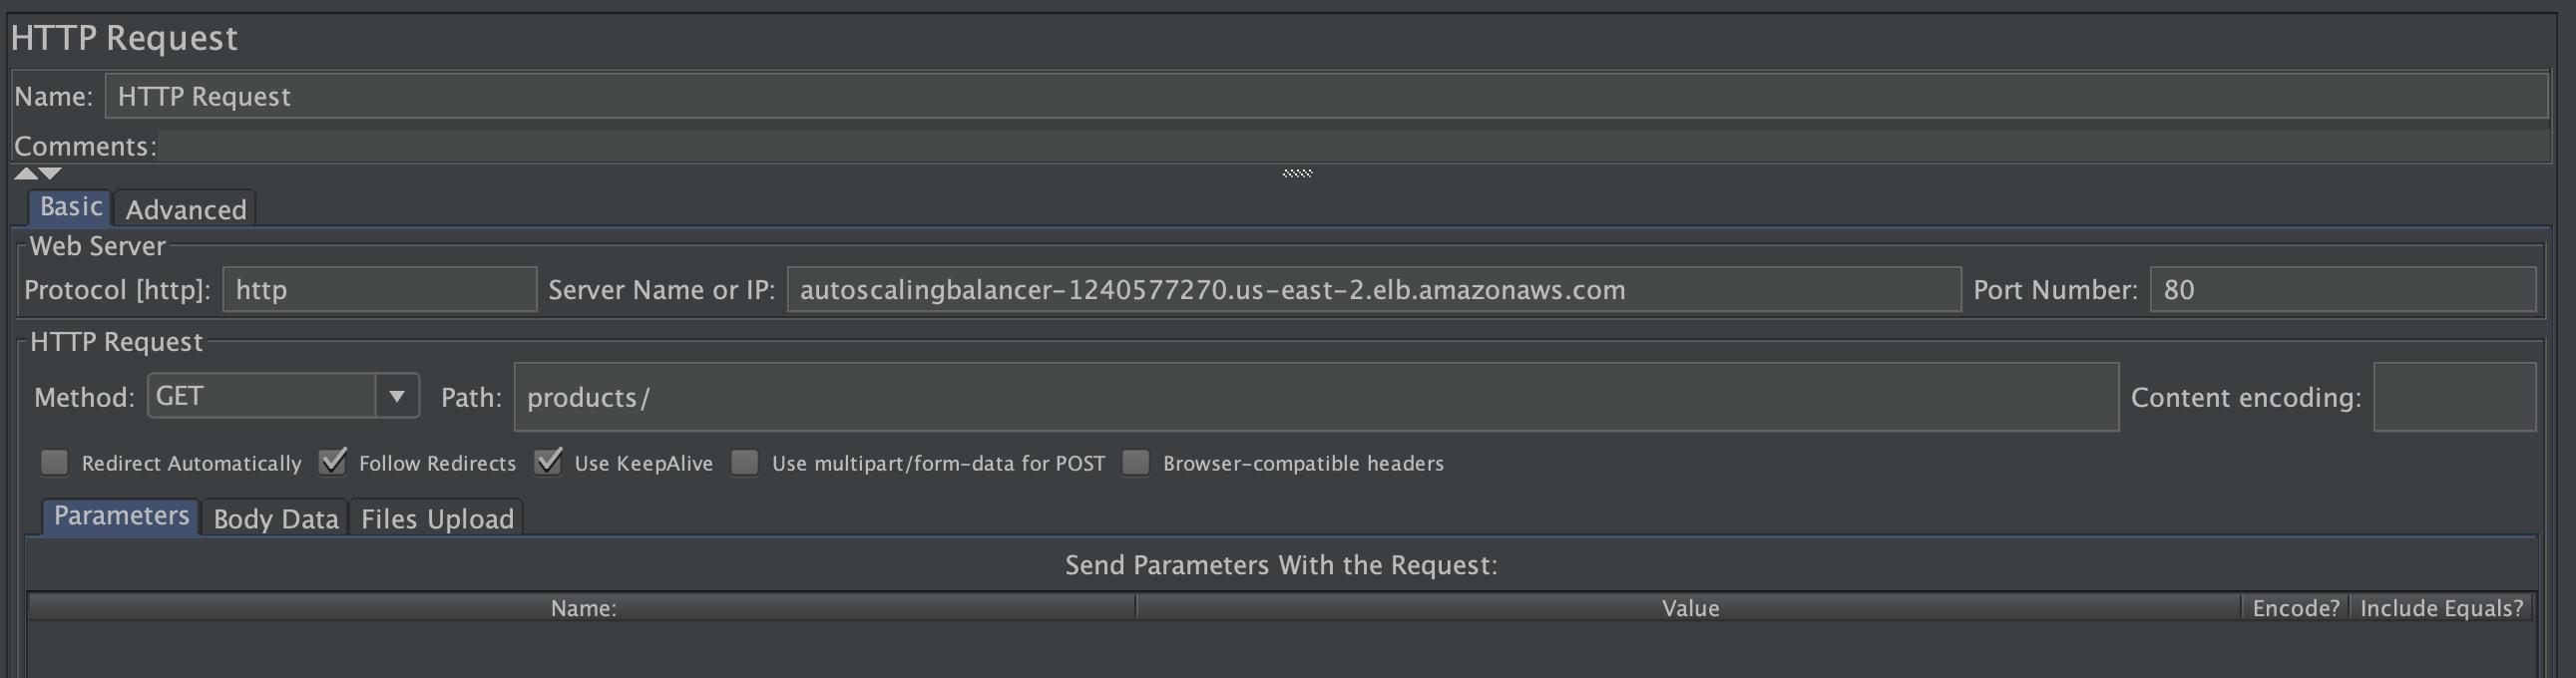 HTTP Request
Name: HTTP Request
Comments:
Basic Advanced
Web Server
Protocol [http]: http Server Name or IP: autoscalingbalancer-1240577270.us-east-2.elb.amazonaws.com Port Number: 80
HTTP Request
Method: GET Path: products/ Content encoding:
Redirect Automatically Follow Redirects Use KeepAlive Use multipart/form-data for POST Browser-compatible headers
Parameters Body Data Files Upload
Send Parameters With the Request:
Name: Value Encode? Include Equals?